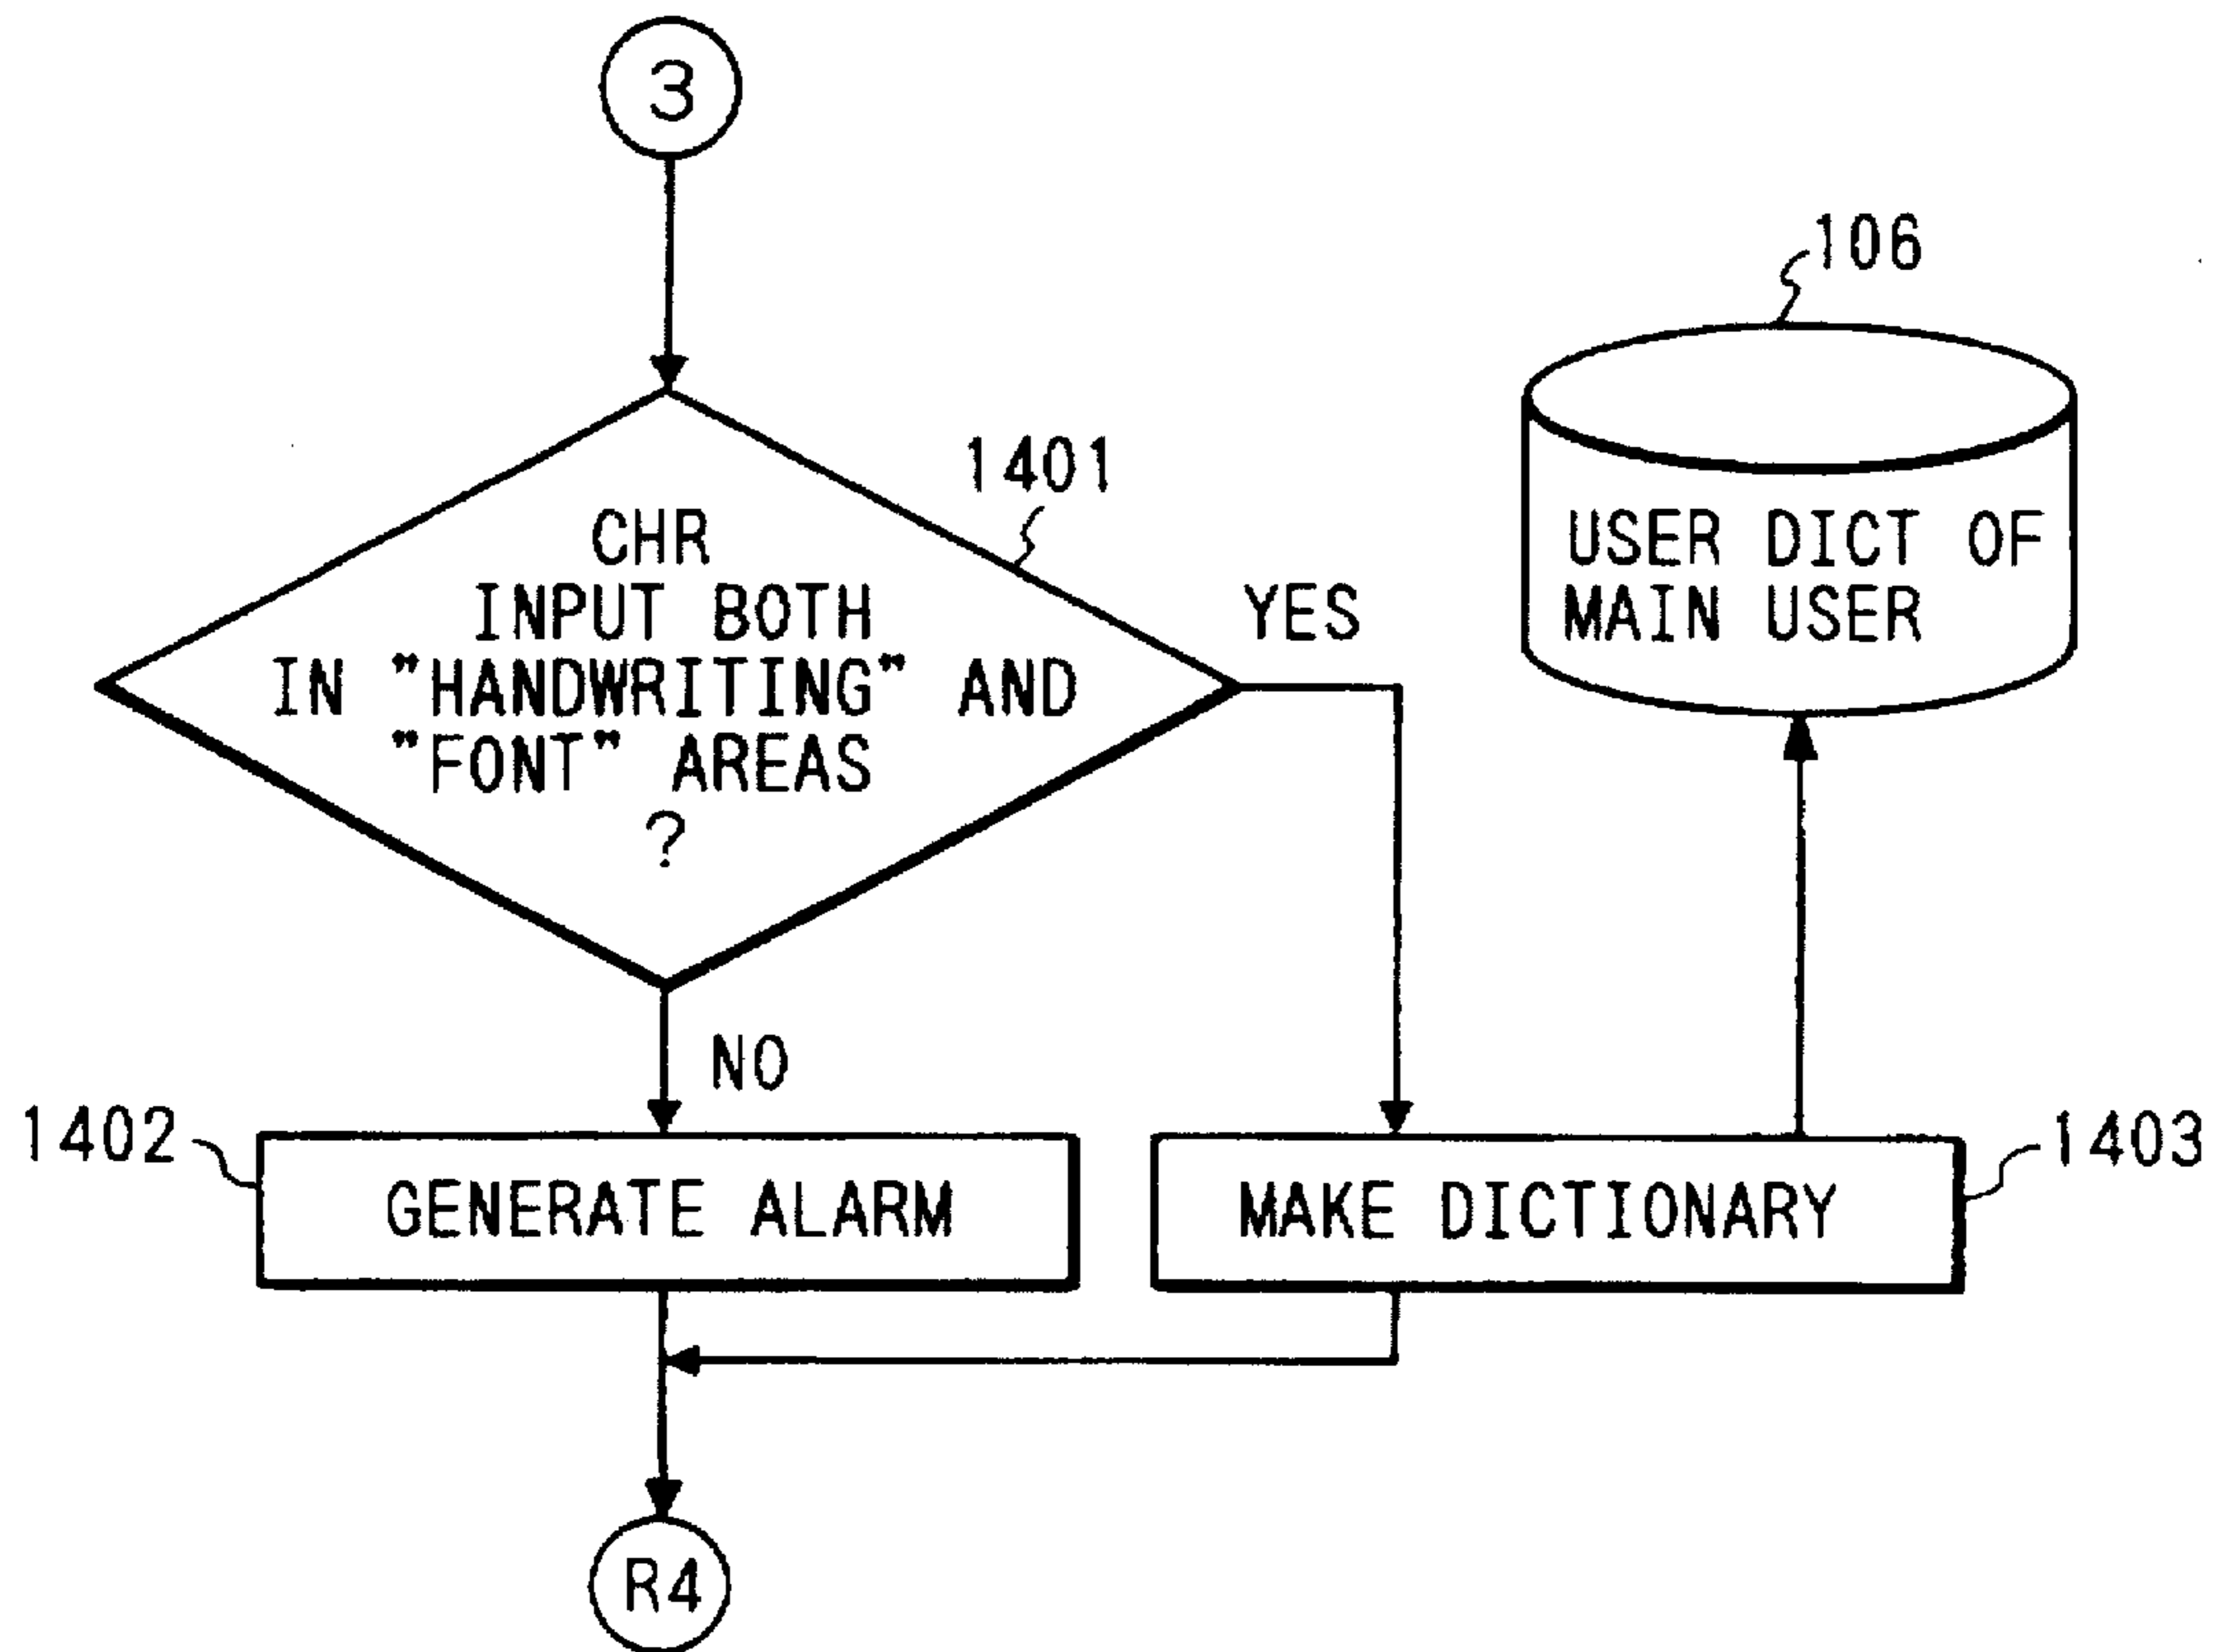 3
106
1401
CHR
INPUT BOTH
IN "HANDWRITING" AND
"FONT" AREAS
?
YES
USER DICT OF
MAIN USER
NO
1402
GENERATE ALARM
MAKE DICTIONARY
1403
R4